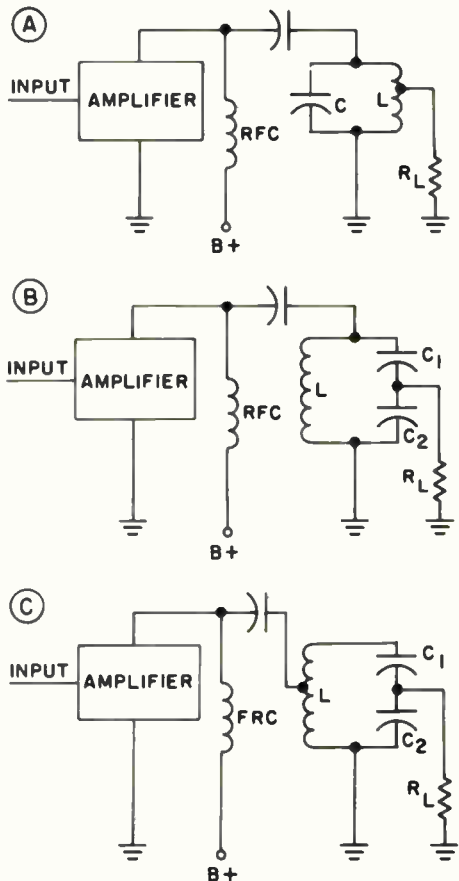 A
INPUT
AMPLIFIER
RFC
C
L
RL
B+
B
INPUT
AMPLIFIER
RFC
L
C1
C2
RL
B+
C
INPUT
AMPLIFIER
FRC
L
C1
C2
RL
B+